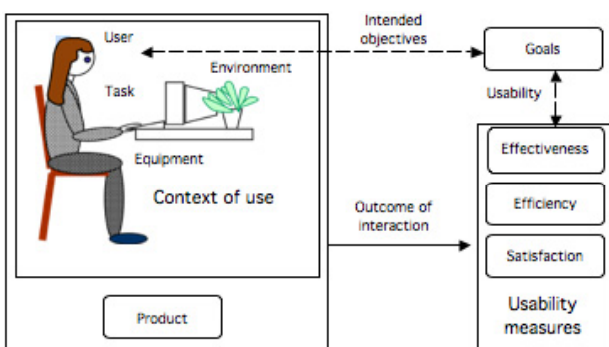 User
Task
Environment
Equipment
Context of use
Product
Intended
objectives
Goals
Usability
Outcome of
interaction
Effectiveness
Efficiency
Satisfaction
Usability
measures